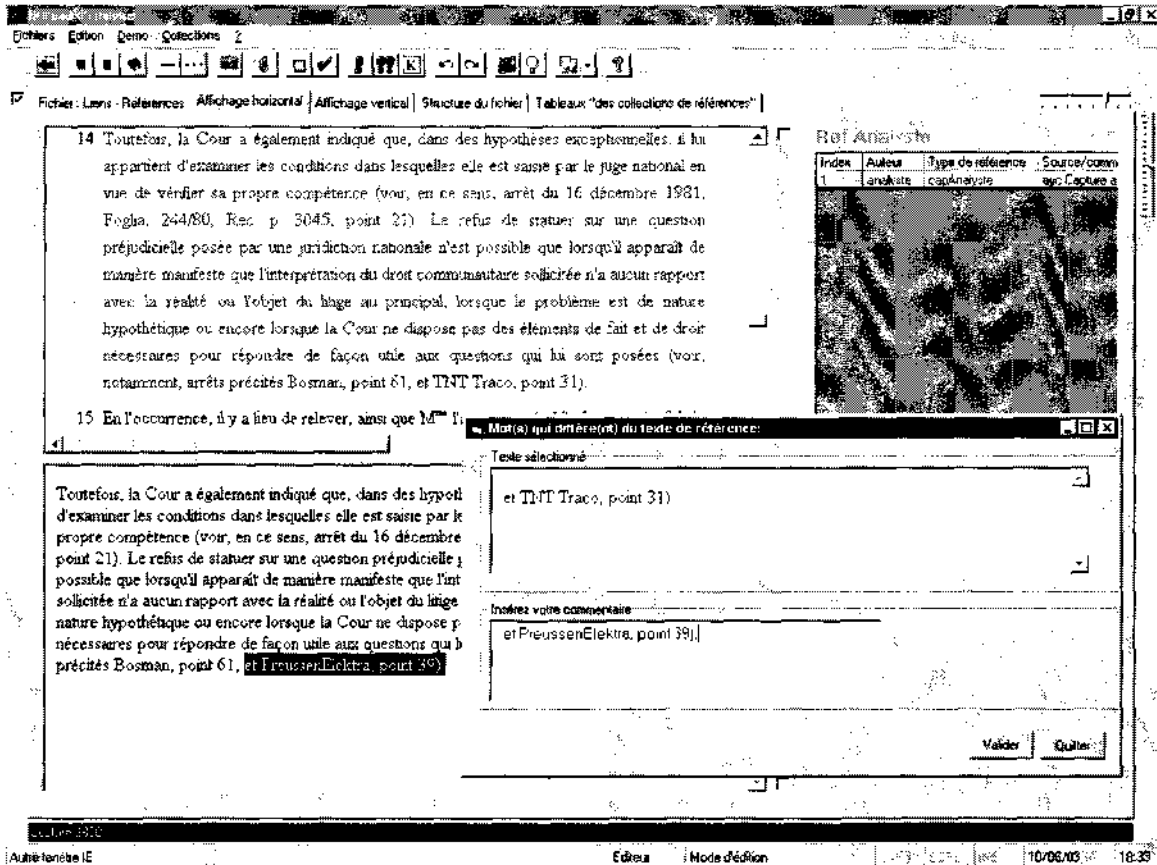 Fichiers Edition Demo Collections ?
Fichier : Liens - Références Affichage horizontal Affichage vertical Structure du fichier Tableaux "des collections de références"
14 Toutefois, la Cour a également indiqué que, dans des hypothèses exceptionnelles, il lui
appartient d'examiner les conditions dans lesquelles elle est saisie par le juge national en
vue de vérifier sa propre compétence (voir, en ce sens, arrêt du 16 décembre 1981,
Foglia, 244/80, Rec. p. 3045, point 21). Le refus de statuer sur une question
préjudicielle posée par une juridiction nationale n'est possible que lorsqu'il apparaît de
manière manifeste que l'interprétation du droit communautaire sollicitée n'a aucun rapport
avec la réalité ou l'objet du litige au principal, lorsque le problème est de nature
hypothétique ou encore lorsque la Cour ne dispose pas des éléments de fait et de droit
nécessaires pour répondre de façon utile aux questions qui lui sont posées (voir,
notamment, arrêts précités Bosman, point 61, et TNT Traco, point 31).
15 En l'occurrence, il y a lieu de relever, ainsi que Mme
Ref Analyste
Index Auteur Type de référence Source/comm
1 analyste capAnalyste
Toutefois, la Cour a également indiqué que, dans des hypotl
d'examiner les conditions dans lesquelles elle est saisie par le
propre compétence (voir, en ce sens, arrêt du 16 décembre
point 21). Le refus de statuer sur une question préjudicielle p
possible que lorsqu'il apparaît de manière manifeste que l'int
sollicitée n'a aucun rapport avec la réalité ou l'objet du litige
nature hypothétique ou encore lorsque la Cour ne dispose p
nécessaires pour répondre de façon utile aux questions qui l
précités Bosman, point 61, et PreussenElektra, point 39)
Mot(s) qui diffère(nt) du texte de référence:
Texte sélectionné
et TNT Traco, point 31)
Insérez votre commentaire
et PreussenElektra, point 39),
Valider Quitter
Autre fenêtre IE Editeur Mode d'édition 10/06/03 18:33